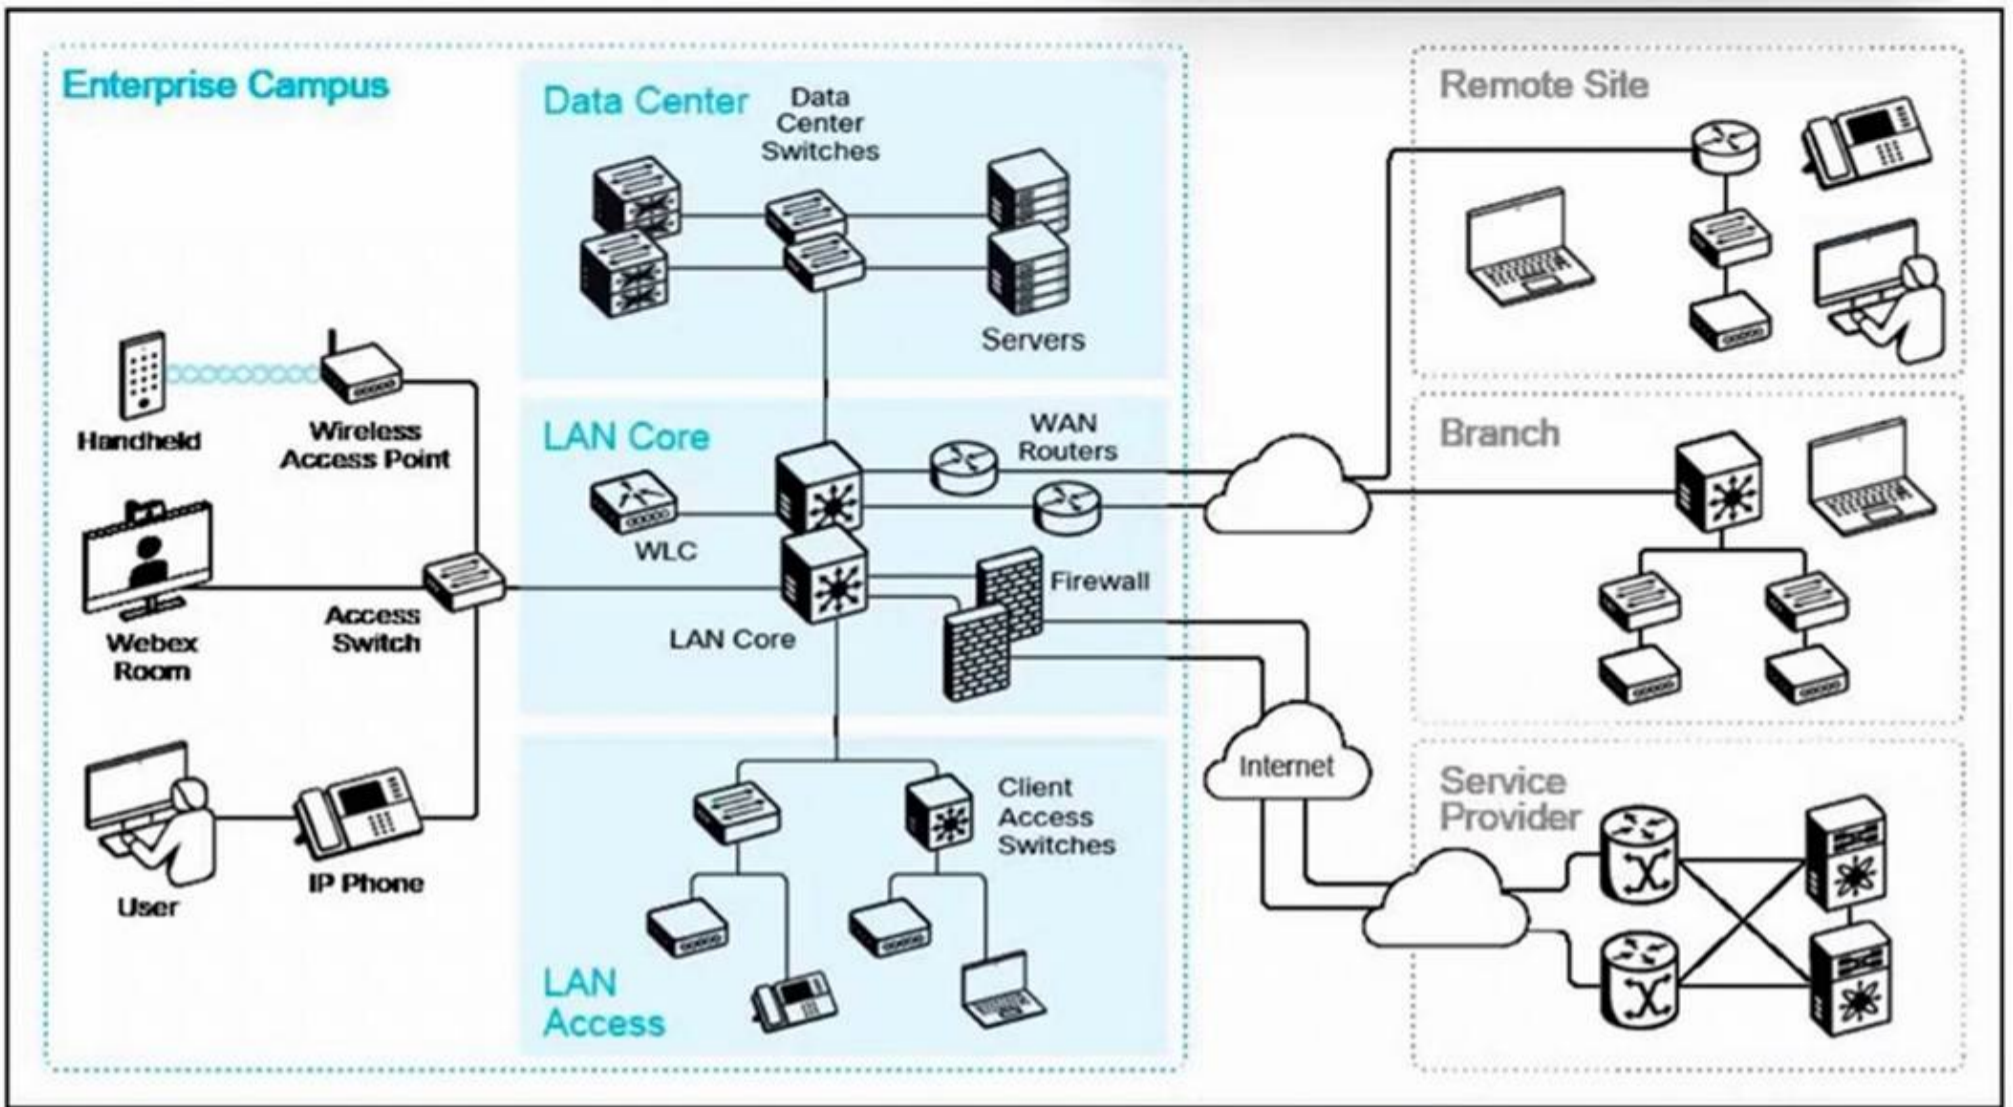 Enterprise Campus
Data Center
Data
Center
Switches
Servers
Handheld
Wireless
Access Point
Webex
Room
Access
Switch
User
IP Phone
LAN Core
WLC
LAN Core
WAN
Routers
Firewall
LAN
Access
Client
Access
Switches
Internet
Remote Site
Branch
Service
Provider